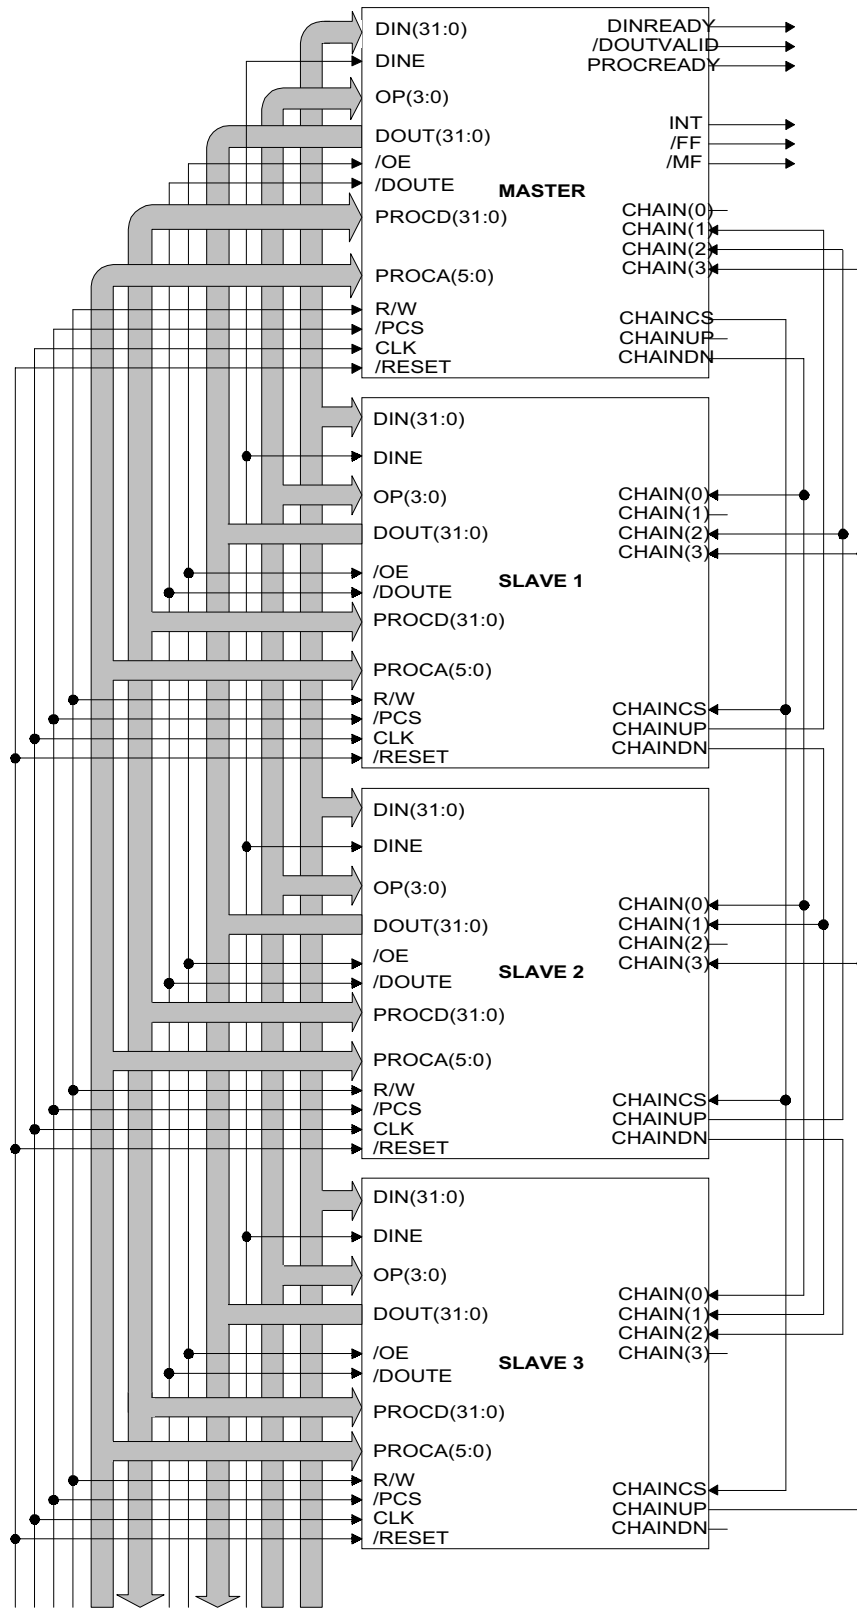 DIN(31:0)
DINE
OP(3:0)
DOUT(31:0)
/OE
/DOUTE
PROCD(31:0)
PROCA(5:0)
R/W
/PCS
CLK
/RESET
MASTER
DINREADY
/DOUTVALID
PROCREADY
INT
/FF
/MF
CHAIN(0)
CHAIN(1)
CHAIN(2)
CHAIN(3)
CHAINCS
CHAINUP
CHAINDN
DIN(31:0)
DINE
OP(3:0)
DOUT(31:0)
/OE
/DOUTE
PROCD(31:0)
PROCA(5:0)
R/W
/PCS
CLK
/RESET
SLAVE 1
CHAIN(0)
CHAIN(1)
CHAIN(2)
CHAIN(3)
CHAINCS
CHAINUP
CHAINDN
DIN(31:0)
DINE
OP(3:0)
DOUT(31:0)
/OE
/DOUTE
PROCD(31:0)
PROCA(5:0)
R/W
/PCS
CLK
/RESET
SLAVE 2
CHAIN(0)
CHAIN(1)
CHAIN(2)
CHAIN(3)
CHAINCS
CHAINUP
CHAINDN
DIN(31:0)
DINE
OP(3:0)
DOUT(31:0)
/OE
/DOUTE
PROCD(31:0)
PROCA(5:0)
R/W
/PCS
CLK
/RESET
SLAVE 3
CHAIN(0)
CHAIN(1)
CHAIN(2)
CHAIN(3)
CHAINCS
CHAINUP
CHAINDN